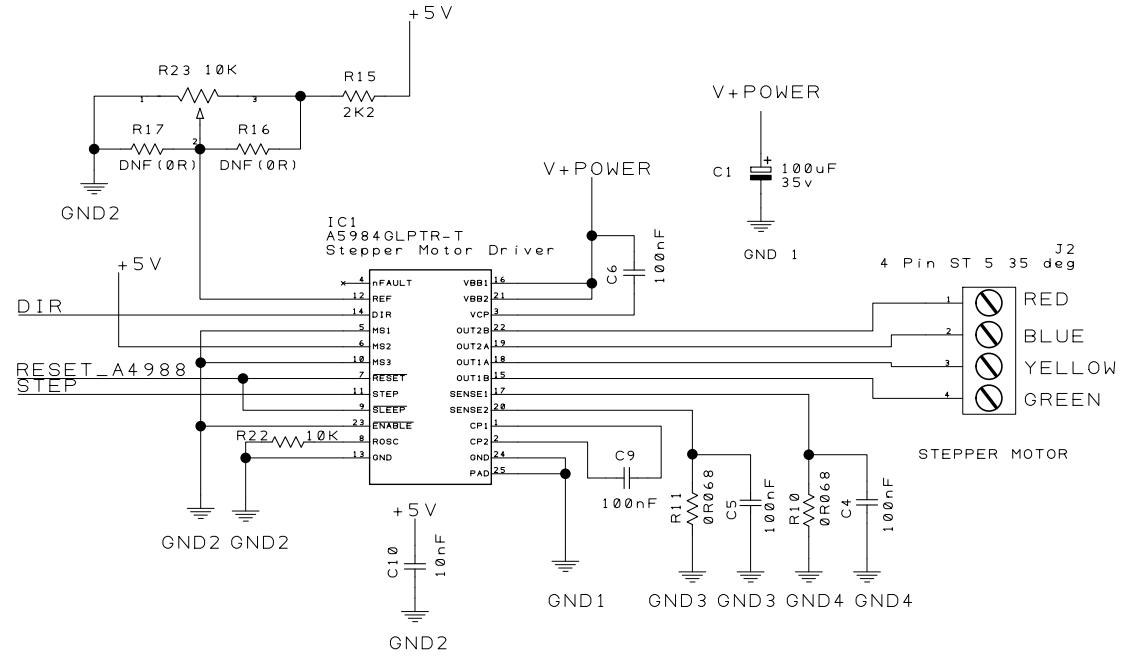 +5V
R23 10K
R15
2K2
1
3
R17
2
R16
DNF(0R)
DNF(0R)
GND2
V+POWER
C1
+
100uF
35v
GND 1
V+POWER
C6
100nF
IC1
A5984GLPTR-T
Stepper Motor Driver
+5V
DIR
RESET_A4988
STEP
4 nFAULT
12 REF
14 DIR
5 MS1
6 MS2
10 MS3
7 RESET
11 STEP
9 SLEEP
23 ENABLE
8 ROSC
13 GND
VBB1 16
VBB2 21
VCP 3
OUT2B 22
OUT2A 19
OUT1A 18
OUT1B 15
SENSE1 17
SENSE2 20
CP1 1
CP2 2
GND 24
PAD 25
J2
4 Pin ST 5 35 deg
1 RED
2 BLUE
3 YELLOW
4 GREEN
STEPPER MOTOR
R22 10K
GND2
GND2
C9
100nF
R11
0R068
C5
100nF
R10
0R068
C4
100nF
+5V
C10
10nF
GND2
GND1
GND3
GND3
GND4
GND4